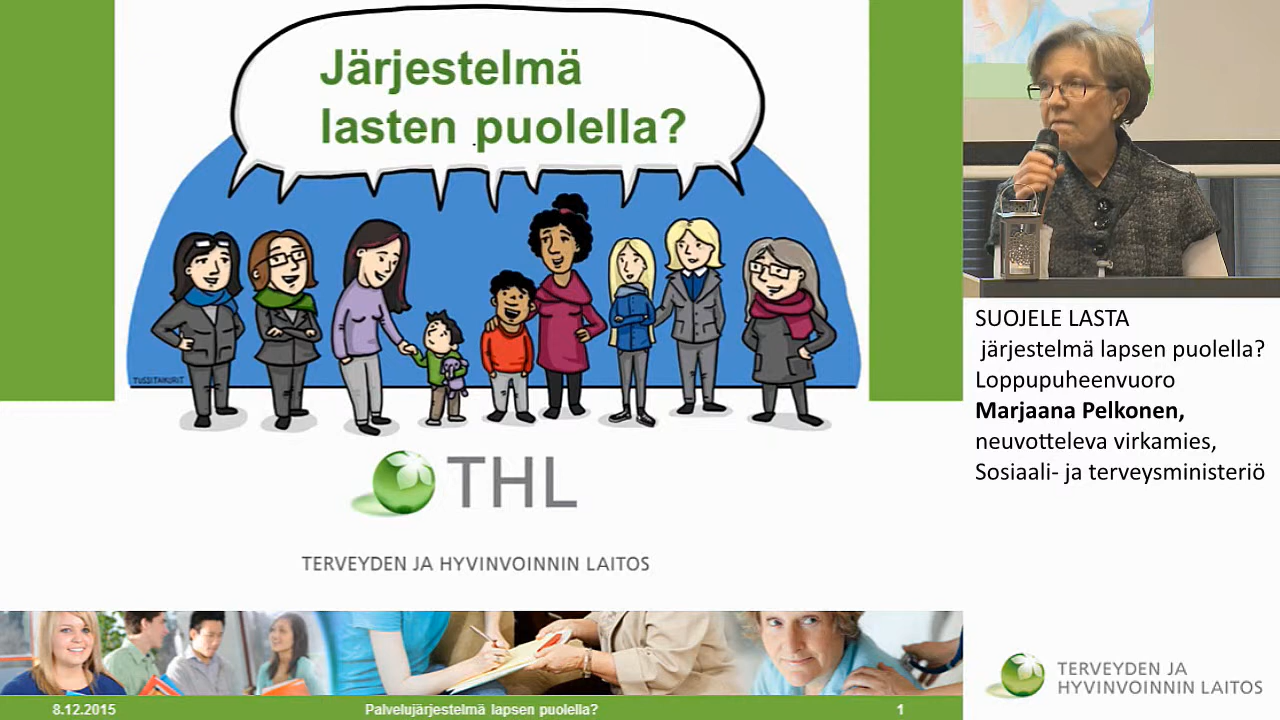 Järjestelmä
lasten puolella?
TUSSITAIKURIT
THL
TERVEYDEN JA HYVINVOINNIN LAITOS
8.12.2015
Palvelujärjestelmä lapsen puolella?
1
SUOJELE LASTA
järjestelmä lapsen puolella?
Loppupuheenvuoro
Marjaana Pelkonen,
neuvotteleva virkamies,
Sosiaali- ja terveysministeriö
TERVEYDEN JA
HYVINVOINNIN LAITOS